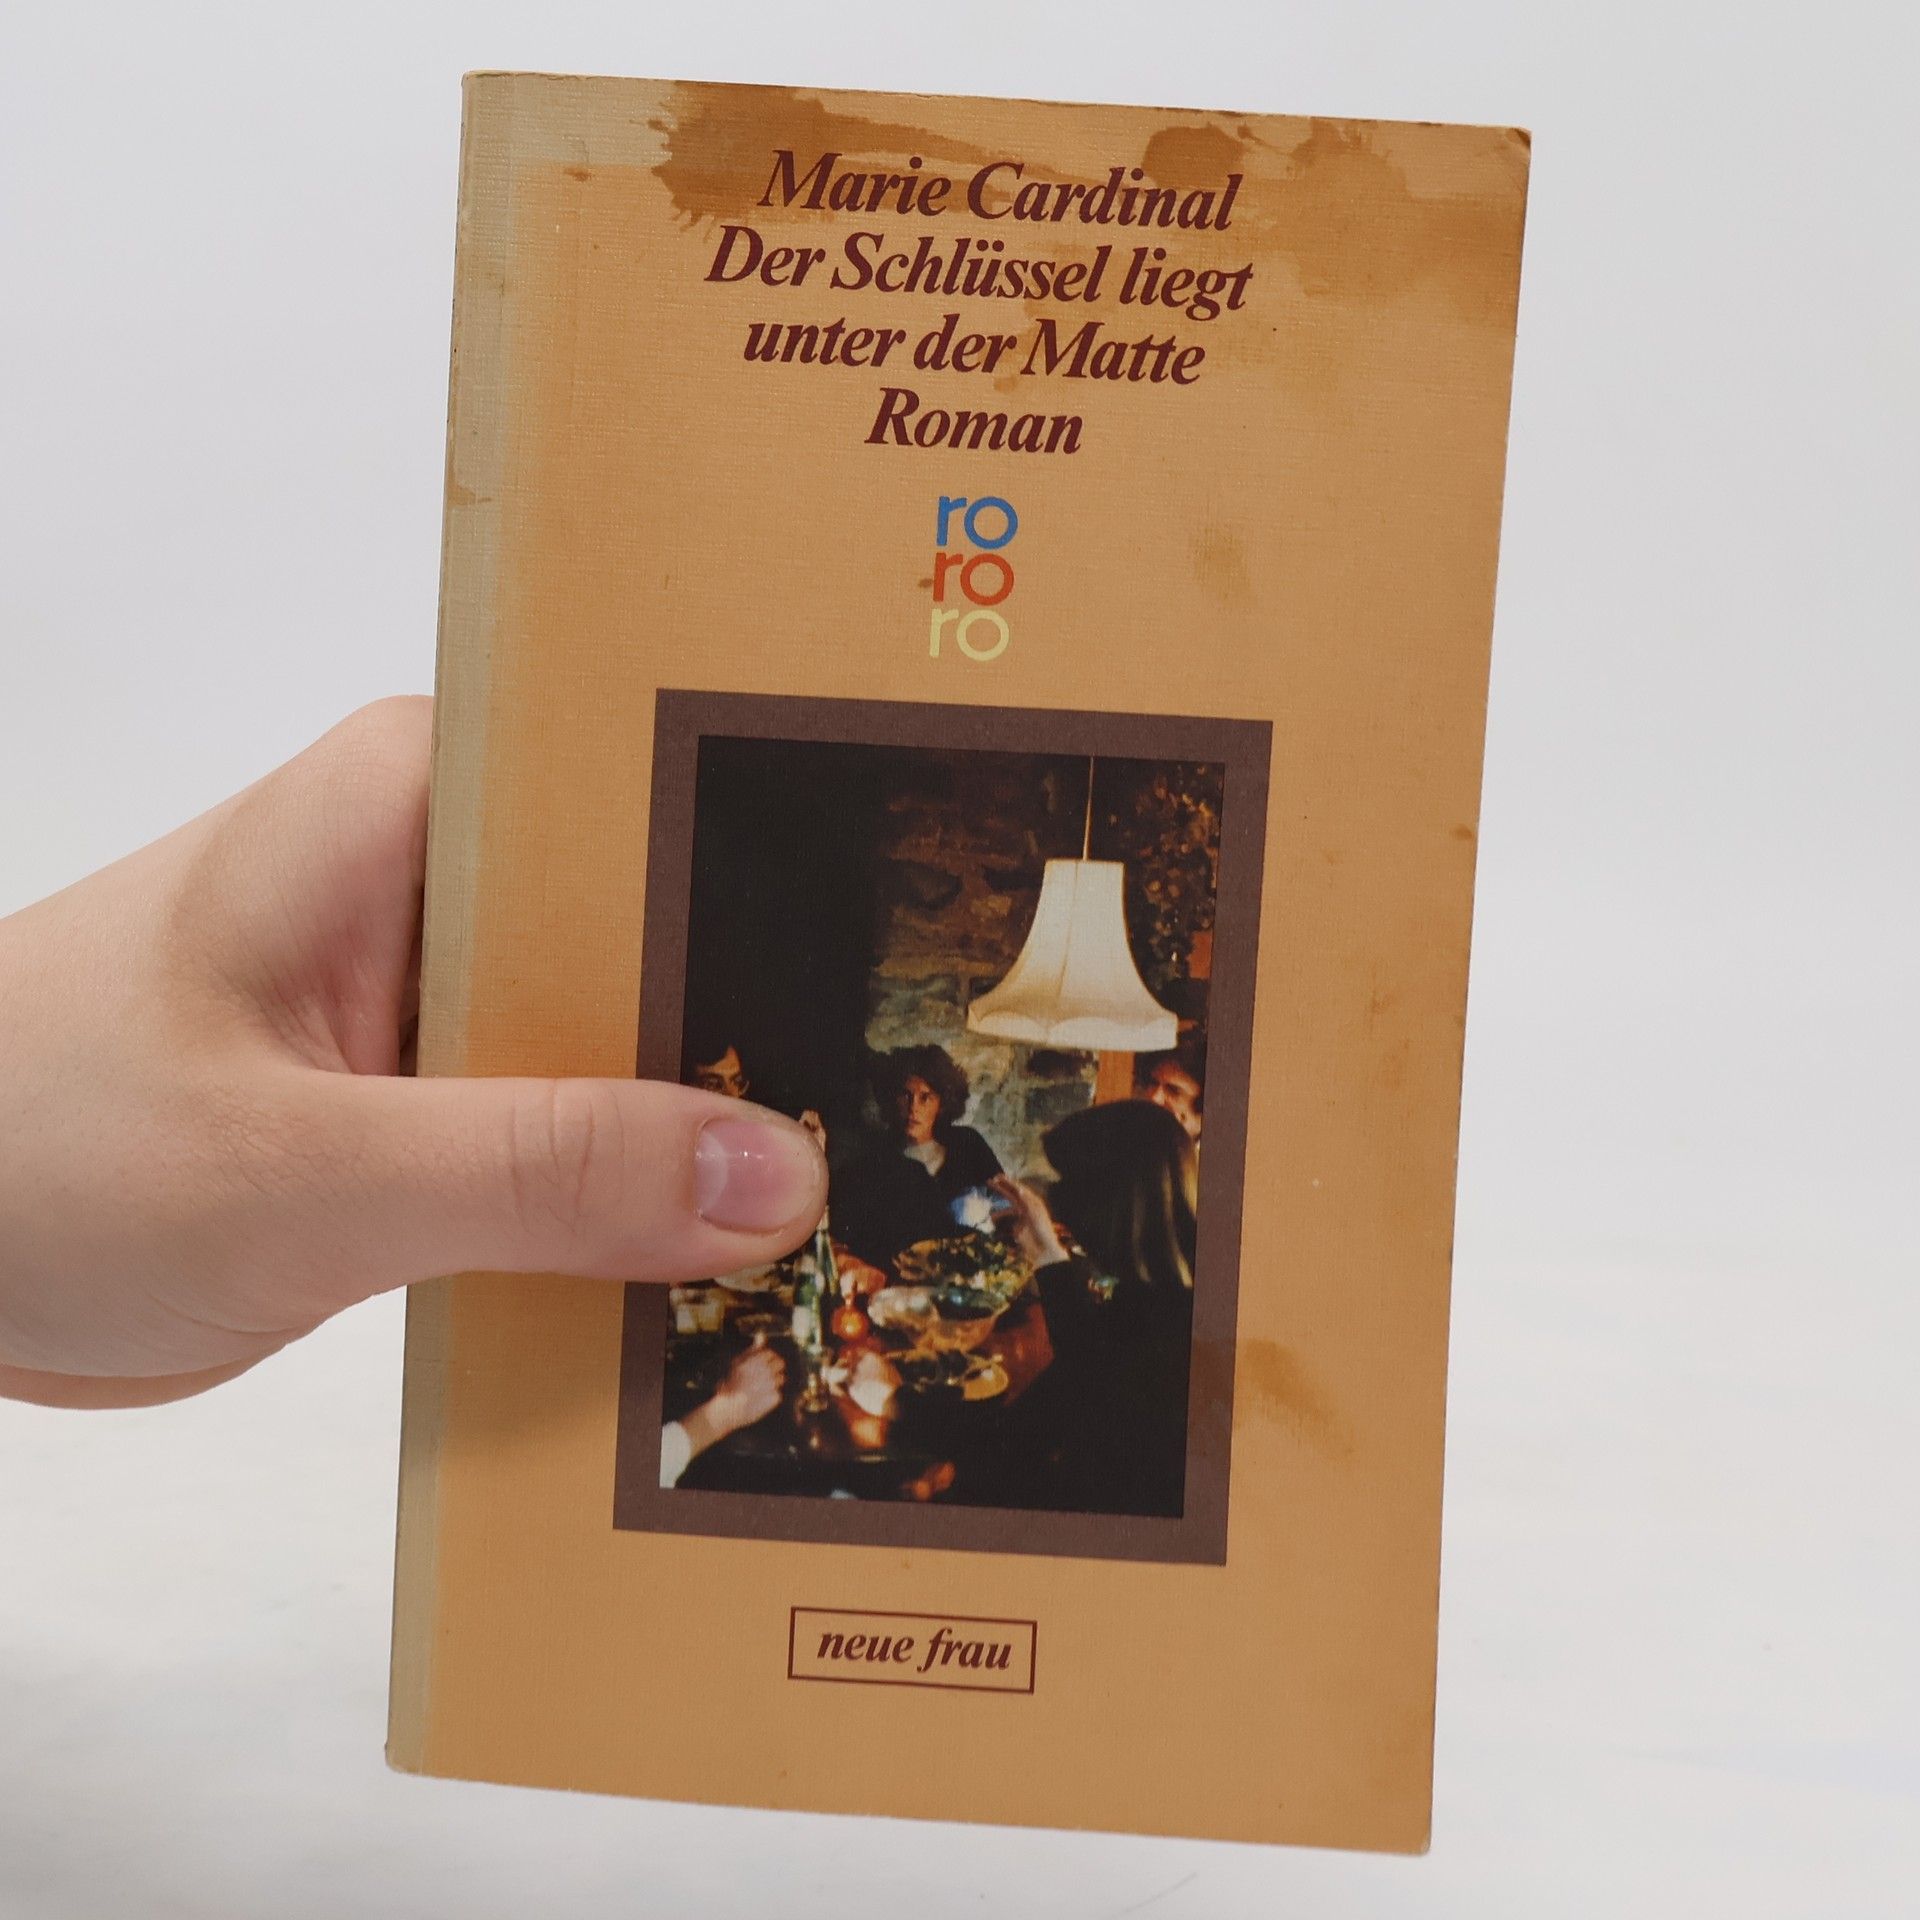 Marie Cardinal
Der Schlüssel liegt
unter der Matte
Roman
ro
ro
ro
neue frau